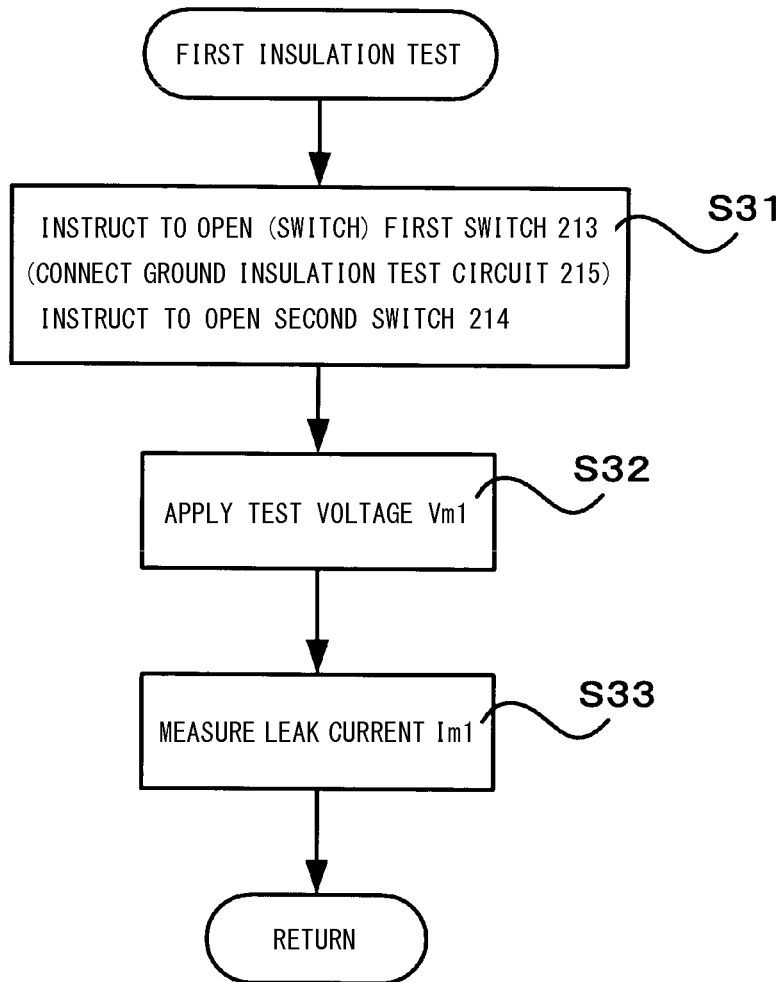 FIRST INSULATION TEST
INSTRUCT TO OPEN (SWITCH) FIRST SWITCH 213
(CONNECT GROUND INSULATION TEST CIRCUIT 215)
INSTRUCT TO OPEN SECOND SWITCH 214
S31
APPLY TEST VOLTAGE Vm1
S32
MEASURE LEAK CURRENT Im1
S33
RETURN